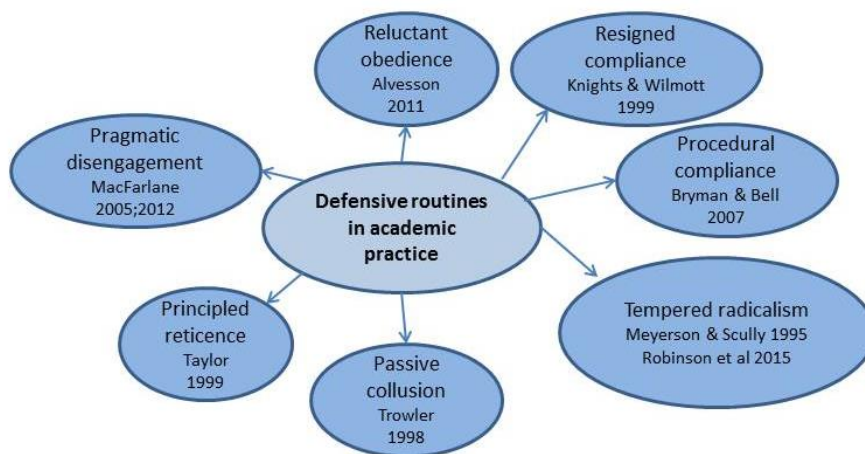 Reluctant
obedience
Alvesson
2011
Resigned
compliance
Knights & Wilmott
1999
Pragmatic
disengagement
MacFarlane
2005;2012
Procedural
compliance
Bryman & Bell
2007
Defensive routines
in academic
practice
Principled
reticence
Taylor
1999
Passive
collusion
Trowler
1998
Tempered radicalism
Meyerson & Scully 1995
Robinson et al 2015